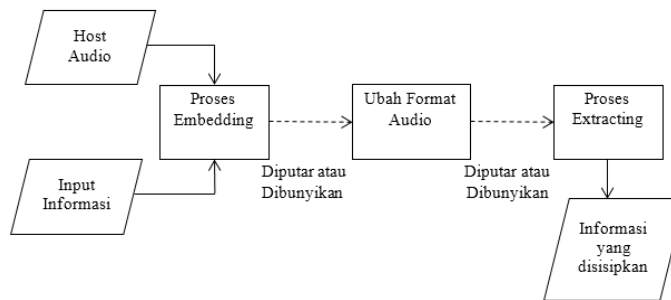 Host
Audio
Proses
Embedding
Ubah Format
Audio
Proses
Extracting
Diputar atau
Dibunyikan
Diputar atau
Dibunyikan
Input
Informasi
Informasi
yang
disisipkan